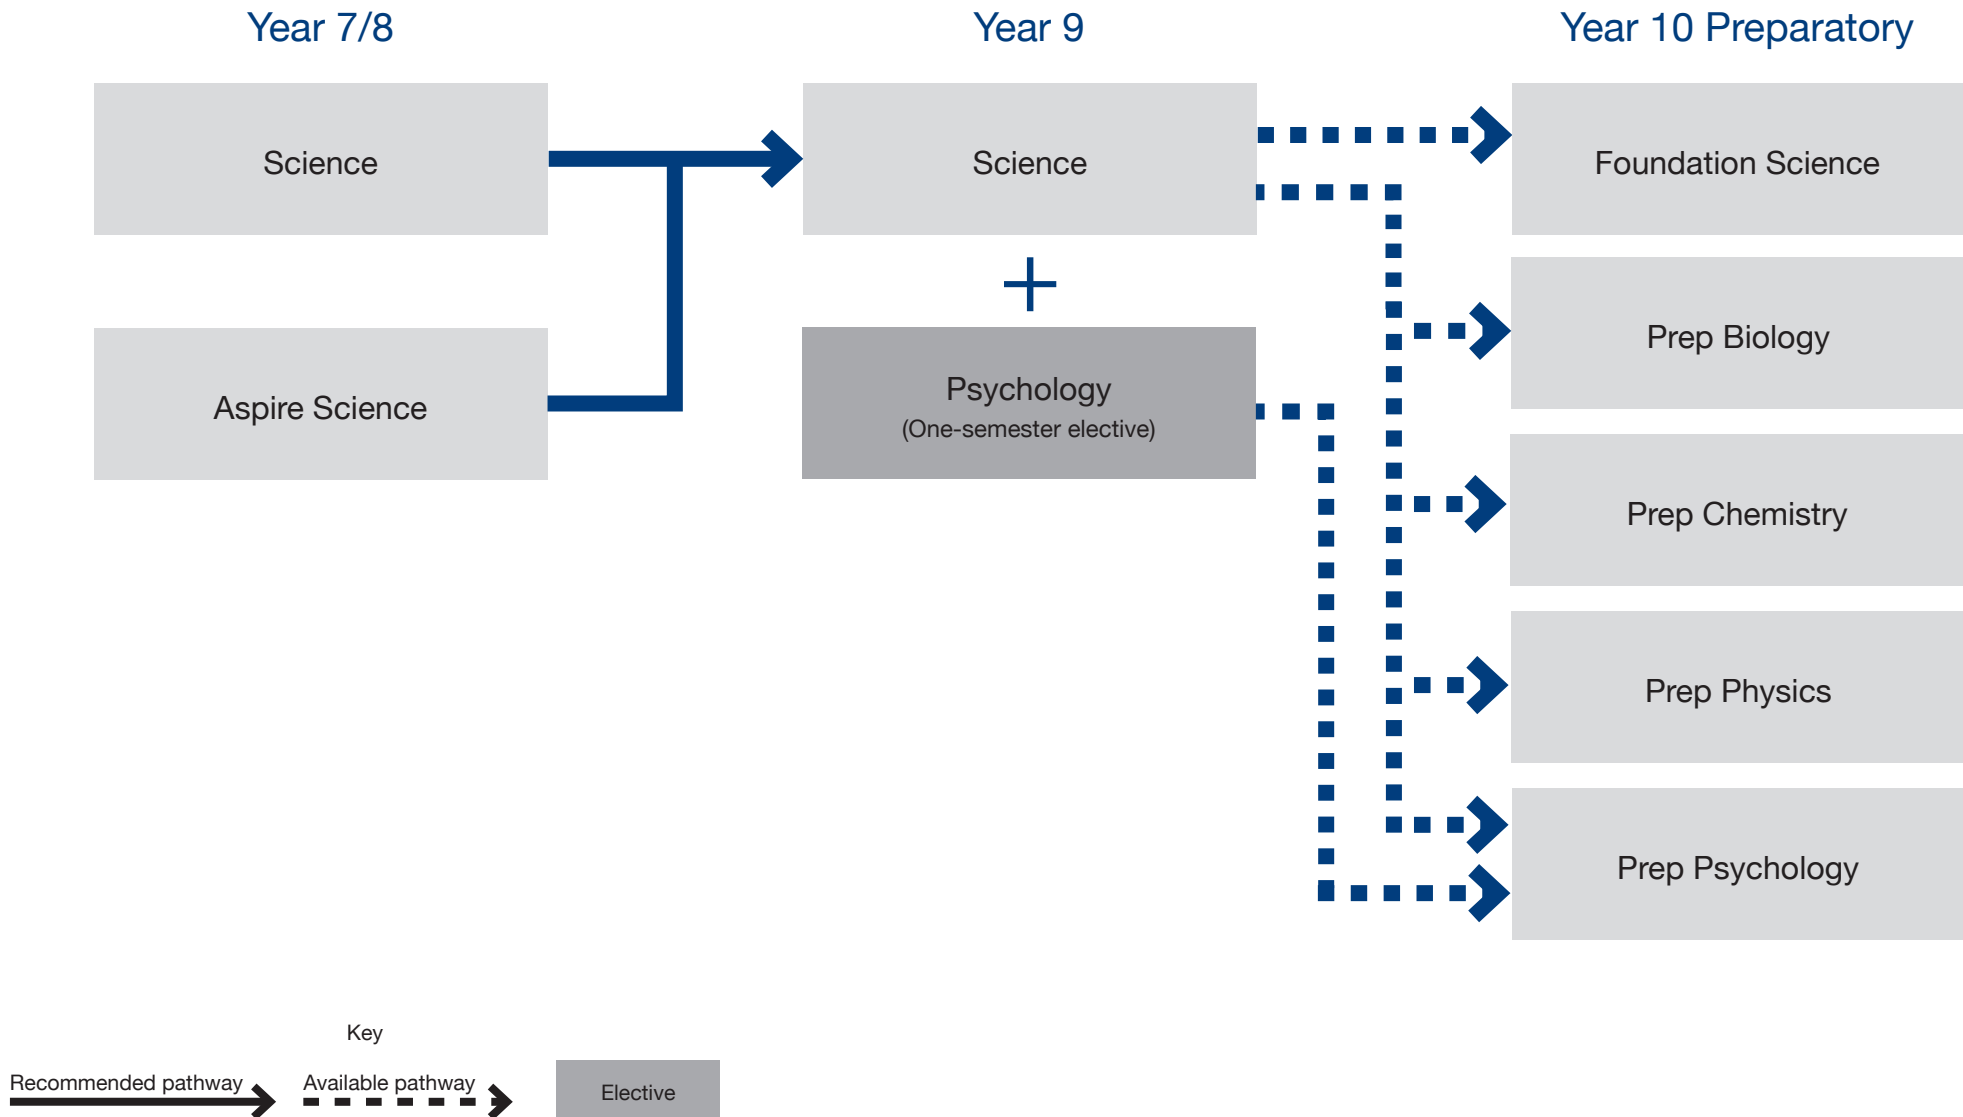 Year 7/8
Year 9
Year 10 Preparatory
Science
Science
Foundation Science
Prep Biology
Aspire Science
Psychology
(One-semester elective)
Prep Chemistry
Prep Physics
Prep Psychology
Key
Recommended pathway
Available pathway
Elective